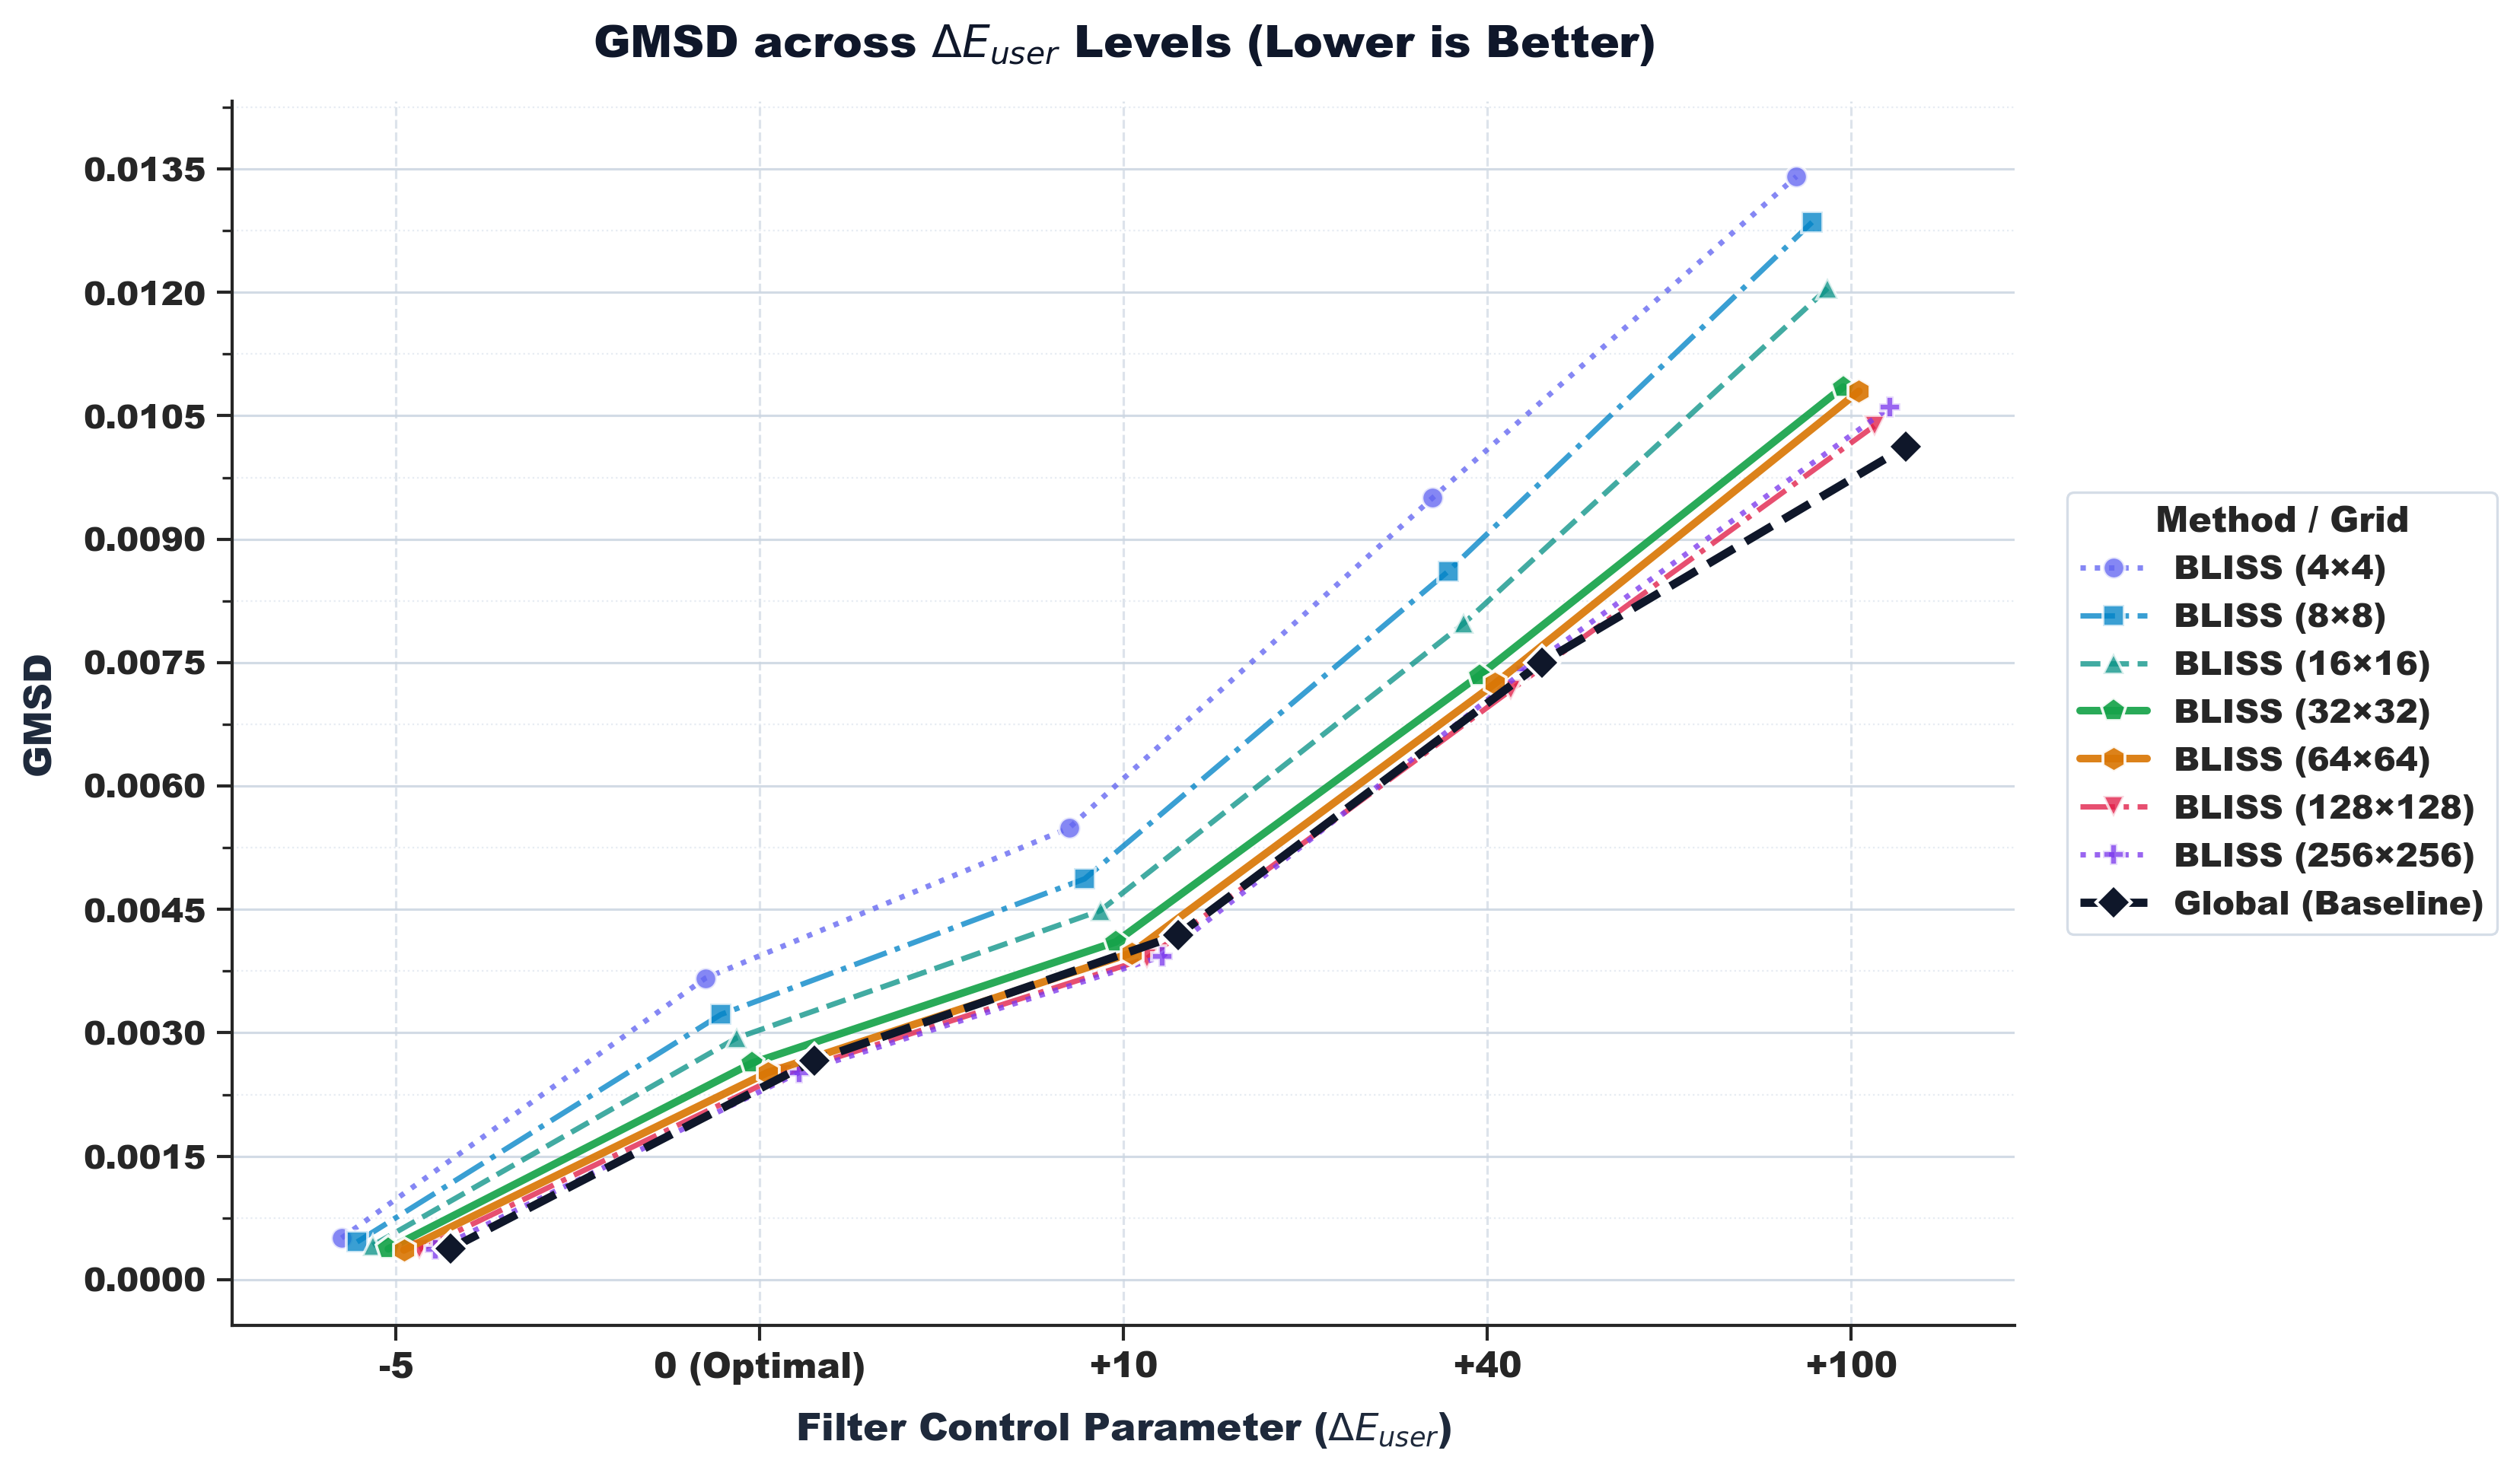 GMSD across ΔE_user Levels (Lower is Better)
GMSD
0.0135
0.0120
0.0105
0.0090
0.0075
0.0060
0.0045
0.0030
0.0015
0.0000
-5
0 (Optimal)
+10
+40
+100
Filter Control Parameter (ΔE_user)
Method / Grid
BLISS (4×4)
BLISS (8×8)
BLISS (16×16)
BLISS (32×32)
BLISS (64×64)
BLISS (128×128)
BLISS (256×256)
Global (Baseline)